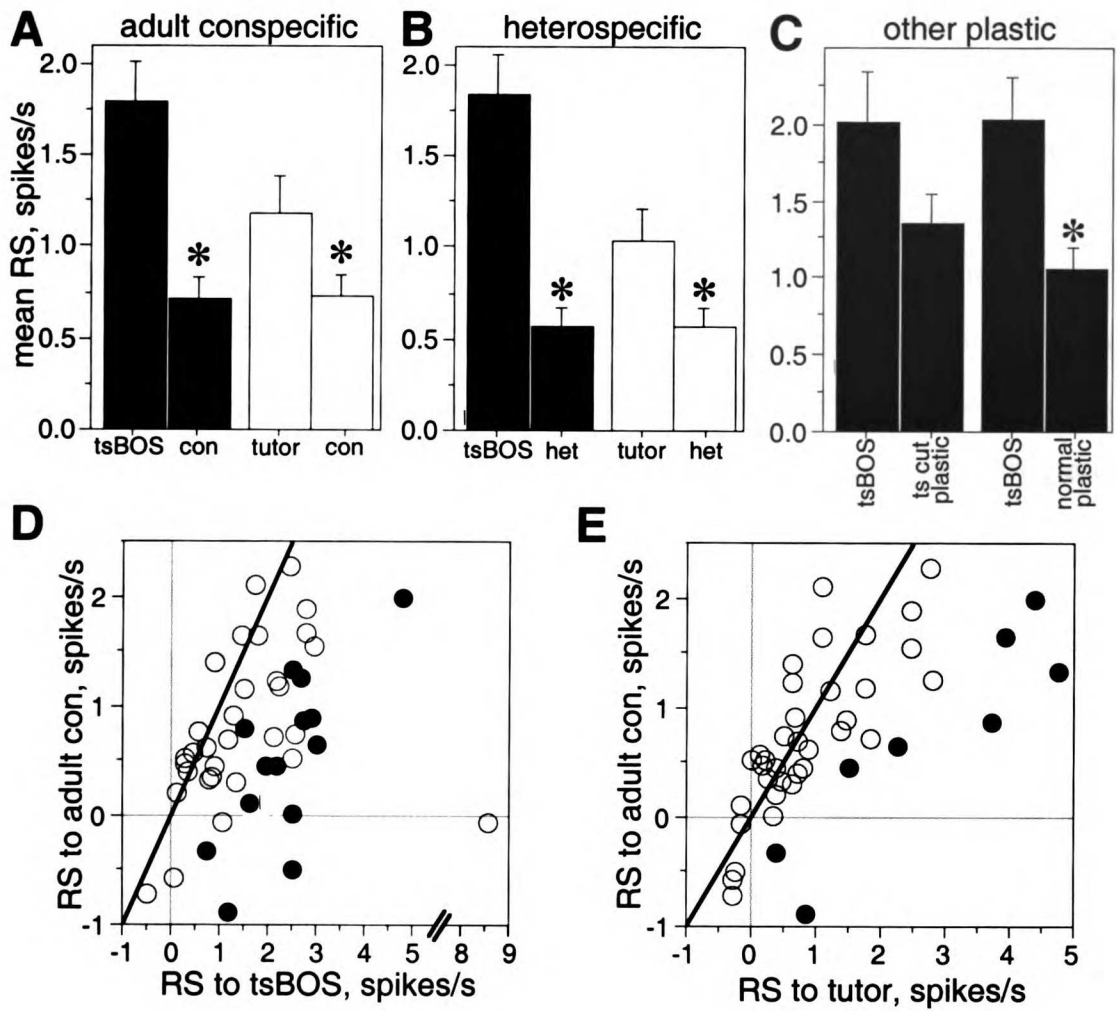 A adult conspecific
B heterospecific
C other plastic
mean RS, spikes/s
2.0
1.5
1.0
0.5
0.0
* *
tsBOS con tutor con
2.0
1.5
1.0
0.5
0.0
* *
tsBOS het tutor het
2.0
1.5
1.0
0.5
0.0
*
tsBOS
ts cut
plastic
tsBOS
normal
plastic
D
RS to adult con, spikes/s
2
1
0
-1
-1 0 1 2 3 4 5 8 9
RS to tsBOS, spikes/s
E
RS to adult con, spikes/s
2
1
0
-1
-1 0 1 2 3 4 5
RS to tutor, spikes/s